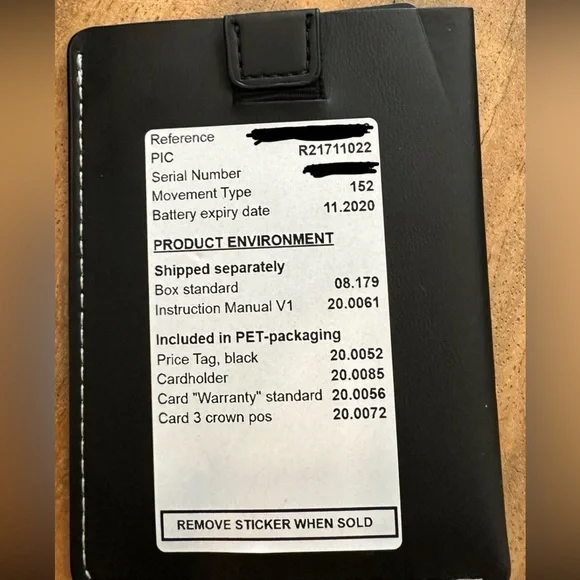 Reference
PIC R21711022
Serial Number
Movement Type 152
Battery expiry date 11.2020
PRODUCT ENVIRONMENT
Shipped separately
Box standard 08.179
Instruction Manual V1 20.0061
Included in PET-packaging
Price Tag, black 20.0052
Cardholder 20.0085
Card "Warranty" standard 20.0056
Card 3 crown pos 20.0072
REMOVE STICKER WHEN SOLD